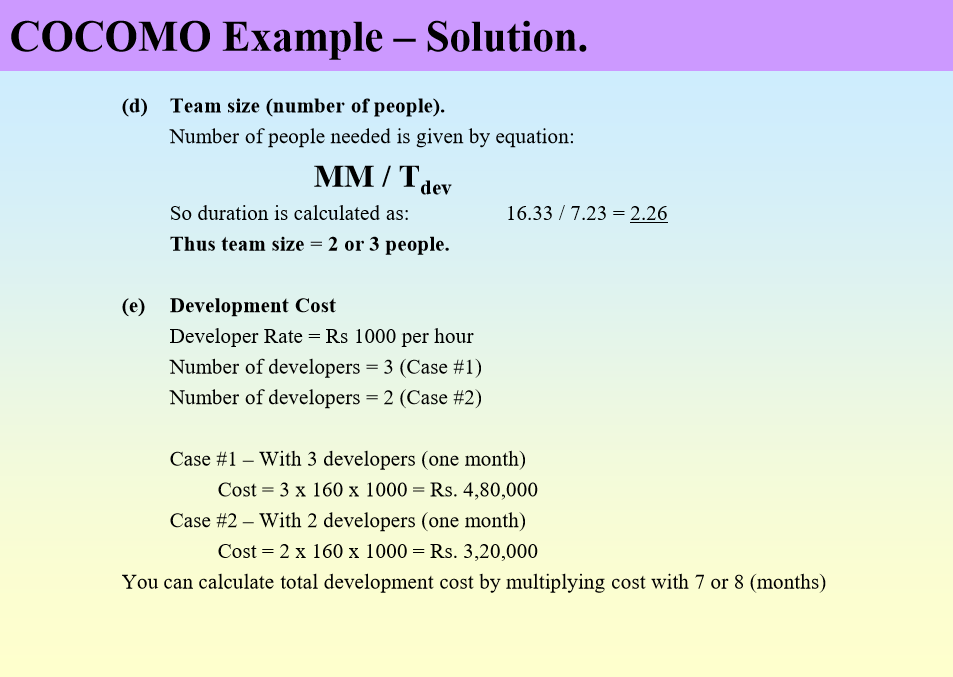 COCOMO Example – Solution.
(d) Team size (number of people).
Number of people needed is given by equation:
MM / Tdev
So duration is calculated as: 16.33 / 7.23 = 2.26
Thus team size = 2 or 3 people.
(e) Development Cost
Developer Rate = Rs 1000 per hour
Number of developers = 3 (Case #1)
Number of developers = 2 (Case #2)
Case #1 – With 3 developers (one month)
Cost = 3 x 160 x 1000 = Rs. 4,80,000
Case #2 – With 2 developers (one month)
Cost = 2 x 160 x 1000 = Rs. 3,20,000
You can calculate total development cost by multiplying cost with 7 or 8 (months)